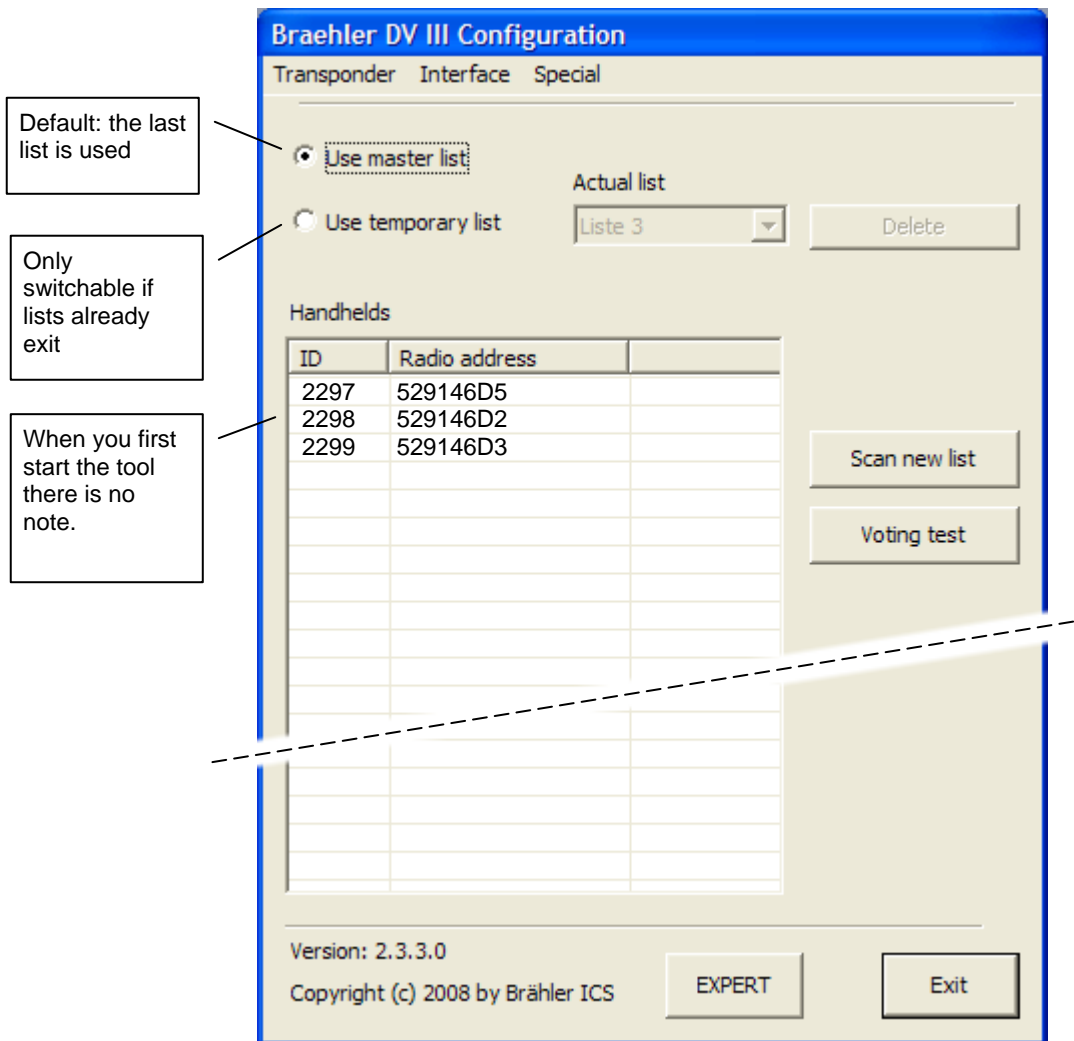 Braehler DV III Configuration
Transponder Interface Special
Default: the last
list is used
Use master list
Actual list
Use temporary list
Liste 3
Delete
Only
switchable if
lists already
exit
Handhelds
ID Radio address
2297 529146D5
2298 529146D2
2299 529146D3
When you first
start the tool
there is no
note.
Scan new list
Voting test
Version: 2.3.3.0
Copyright (c) 2008 by Brähler ICS
EXPERT
Exit